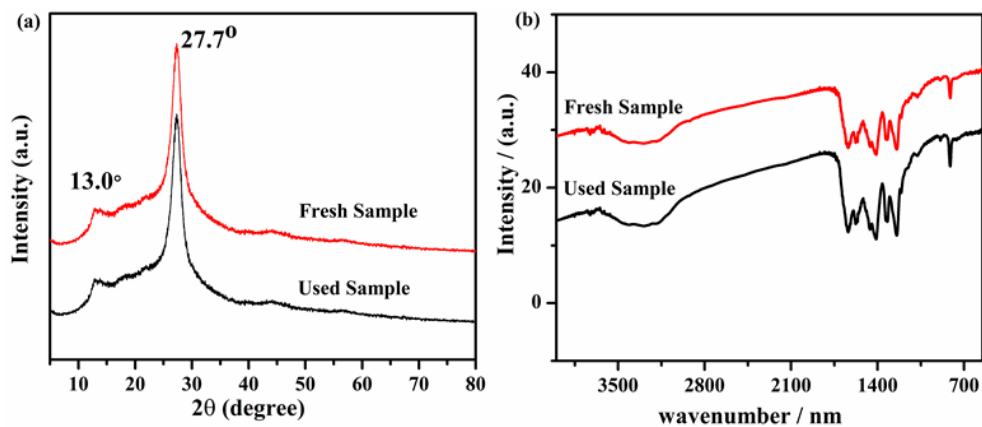 (a)
27.7°
13.0°
Fresh Sample
Used Sample
Intensity (a.u.)
10 20 30 40 50 60 70 80
2θ (degree)
(b)
40
20
0
Fresh Sample
Used Sample
Intensity / (a.u.)
3500 2800 2100 1400 700
wavenumber / nm